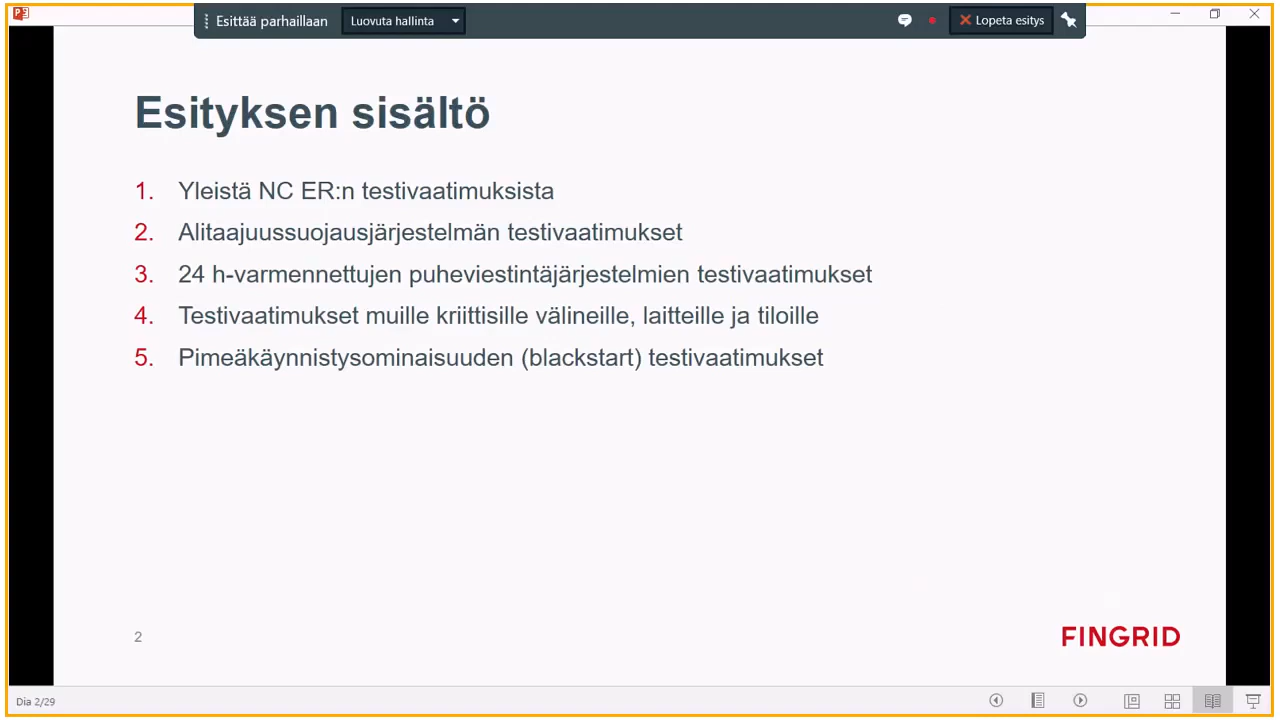 Esittää parhaillaan
Luovuta hallinta
Lopeta esitys
Esityksen sisältö
1. Yleistä NC ER:n testivaatimuksista
2. Alitaajuussuojausjärjestelmän testivaatimukset
3. 24 h-varmennettujen puheviestintäjärjestelmien testivaatimukset
4. Testivaatimukset muille kriittisille välineille, laitteille ja tiloille
5. Pimeäkäynnistysominaisuuden (blackstart) testivaatimukset
2
FINGRID
Dia 2/29